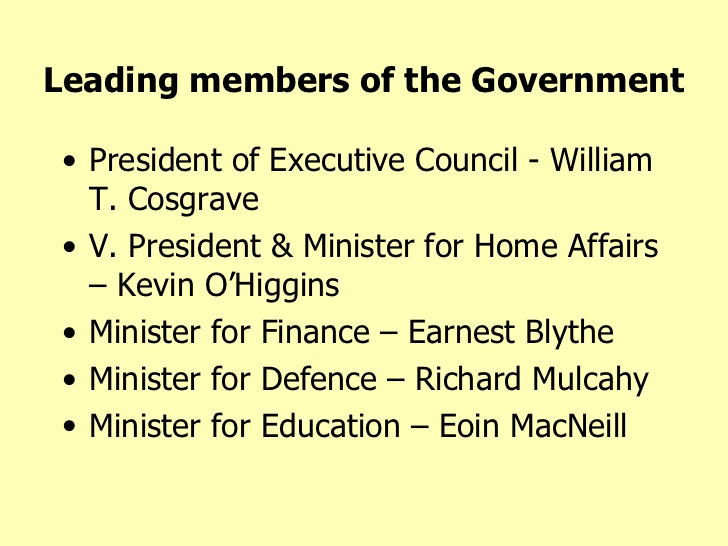 Leading members of the Government
• President of Executive Council - William
T. Cosgrave
• V. President & Minister for Home Affairs
– Kevin O’Higgins
• Minister for Finance – Earnest Blythe
• Minister for Defence – Richard Mulcahy
• Minister for Education – Eoin MacNeill